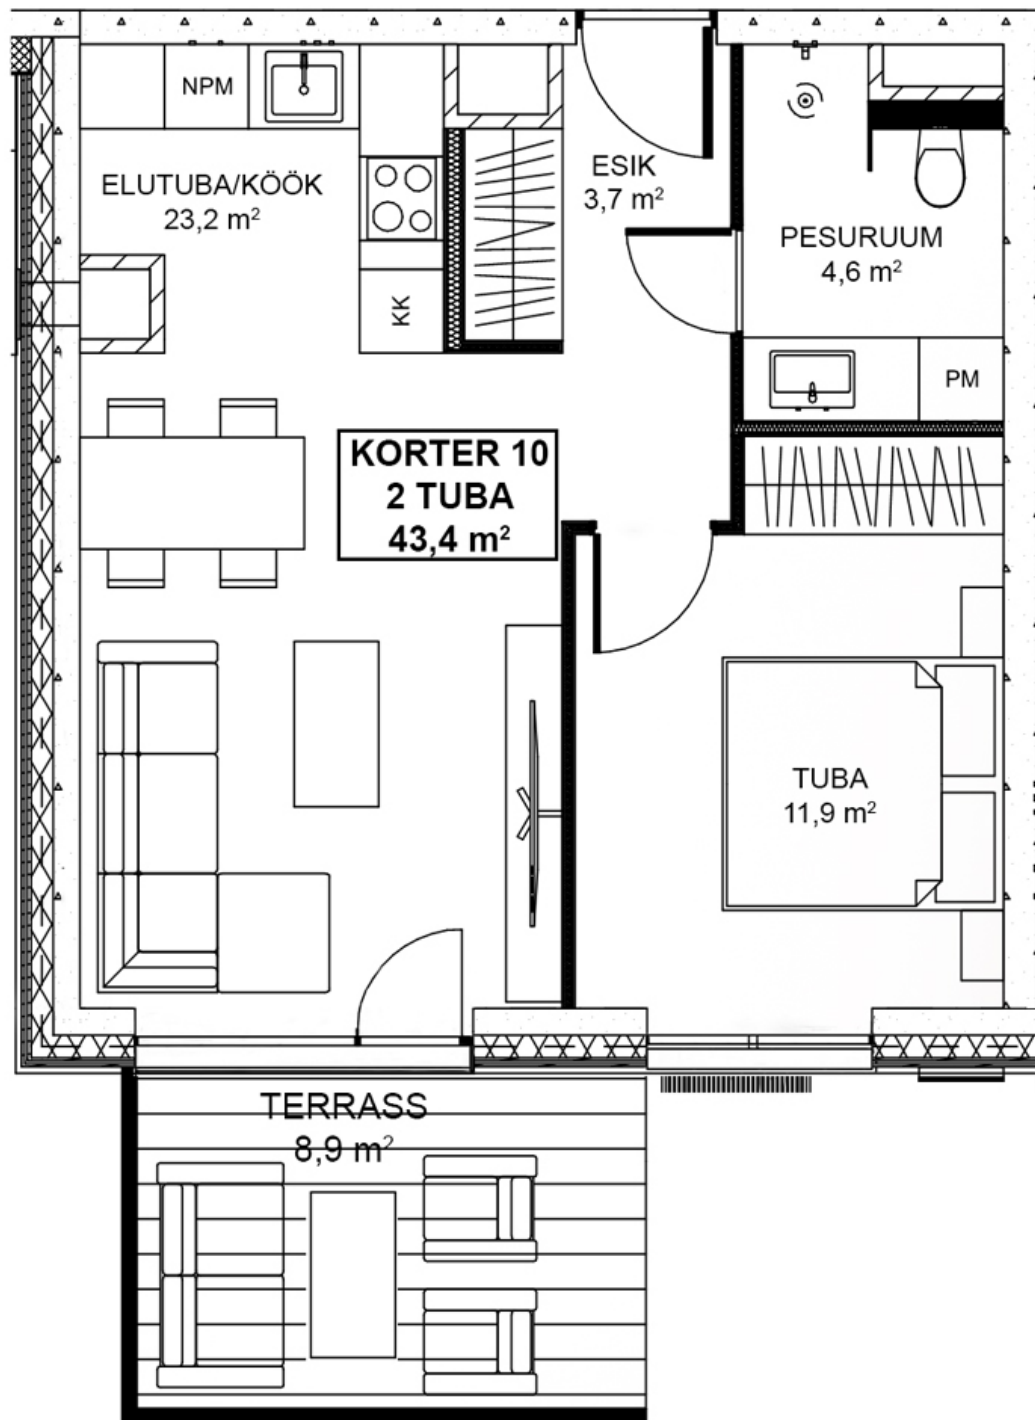 NPM
ELUTUBA/KÖÖK
23,2 m²
ESIK
3,7 m²
PESURUUM
4,6 m²
KK
PM
KORTER 10
2 TUBA
43,4 m²
TUBA
11,9 m²
TERRASS
8,9 m²